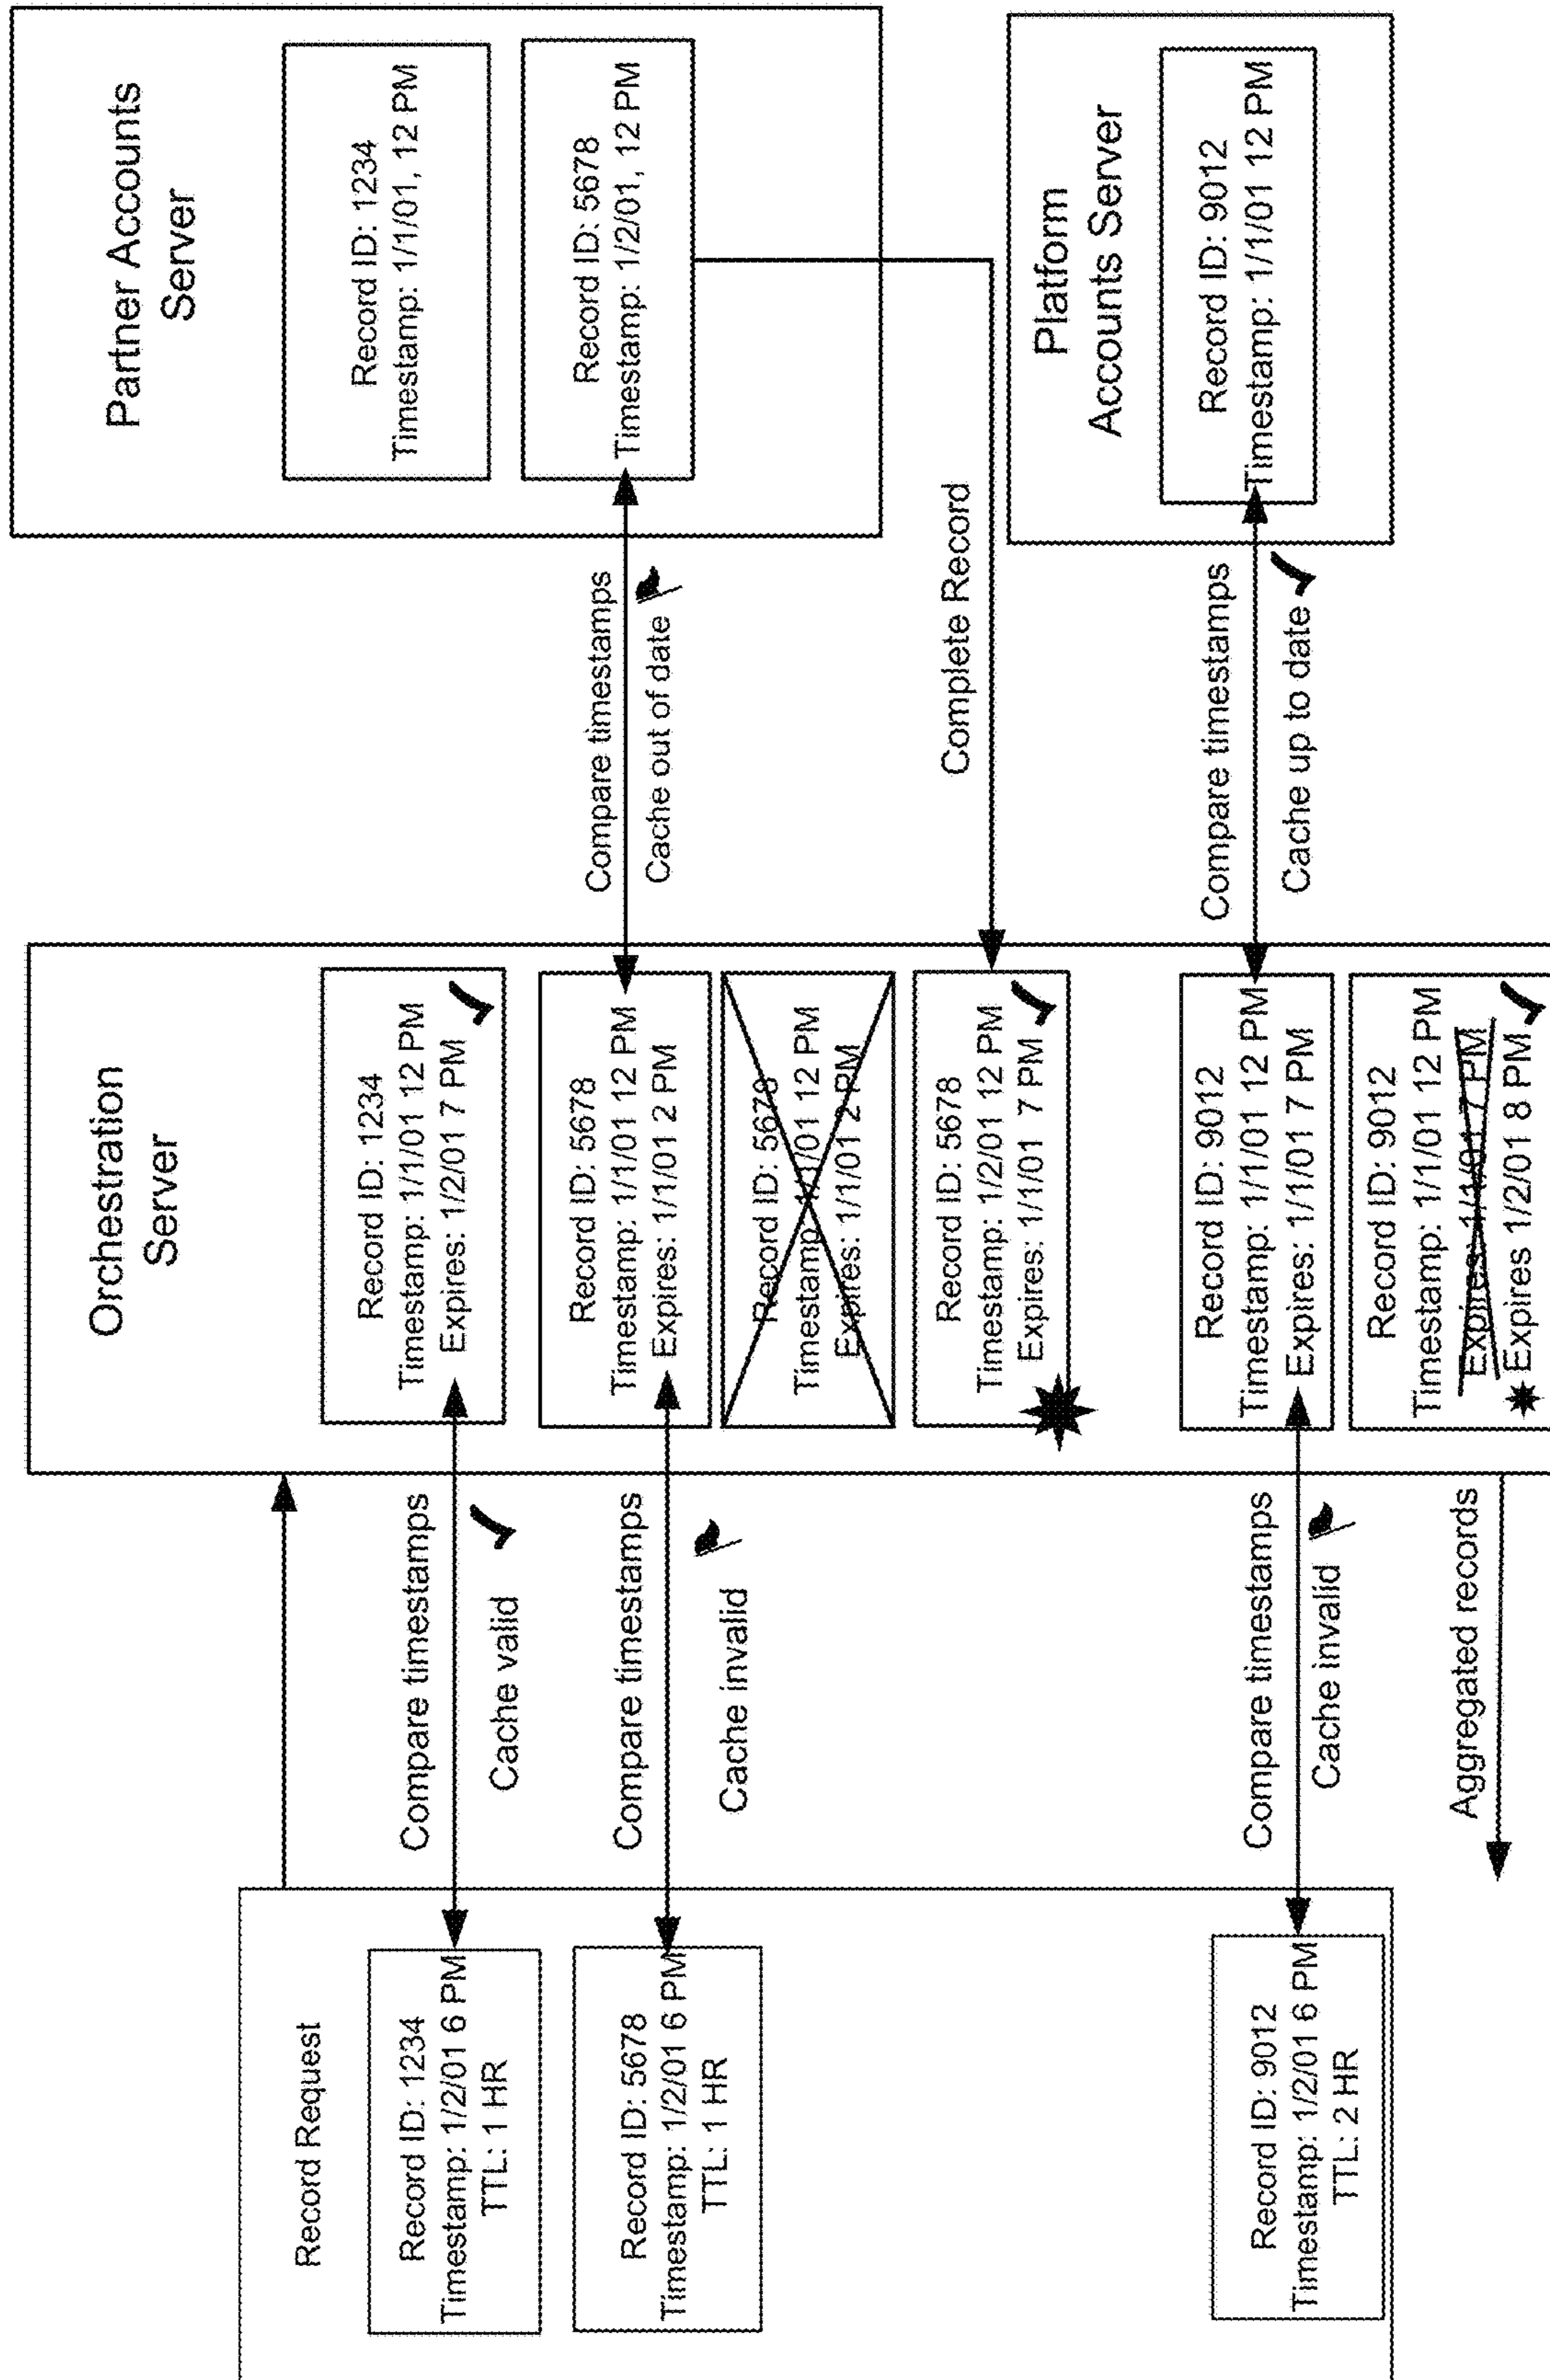 Record Request
Record ID: 1234
Timestamp: 1/2/01 6 PM
TTL: 1 HR
Record ID: 5678
Timestamp: 1/2/01 6 PM
TTL: 1 HR
Record ID: 9012
Timestamp: 1/2/01 6 PM
TTL: 2 HR
Compare timestamps
Cache valid
Compare timestamps
Cache invalid
Compare timestamps
Cache invalid
Aggregated records
Orchestration
Server
Record ID: 1234
Timestamp: 1/1/01 12 PM
Expires: 1/2/01 7 PM
Record ID: 5678
Timestamp: 1/1/01 12 PM
Expires: 1/1/01 2 PM
Record ID: 5678
Timestamp: 1/1/01 12 PM
Expires: 1/1/01 2 PM
Record ID: 5678
Timestamp: 1/2/01 12 PM
Expires: 1/1/01 7 PM
Record ID: 9012
Timestamp: 1/1/01 12 PM
Expires: 1/1/01 7 PM
Record ID: 9012
Timestamp: 1/1/01 12 PM
Expires: 1/1/01 7 PM
Expires 1/2/01 8 PM
Compare timestamps
Cache out of date
Complete Record
Compare timestamps
Cache up to date
Partner Accounts
Server
Record ID: 1234
Timestamp: 1/1/01, 12 PM
Record ID: 5678
Timestamp: 1/2/01, 12 PM
Platform
Accounts Server
Record ID: 9012
Timestamp: 1/1/01 12 PM